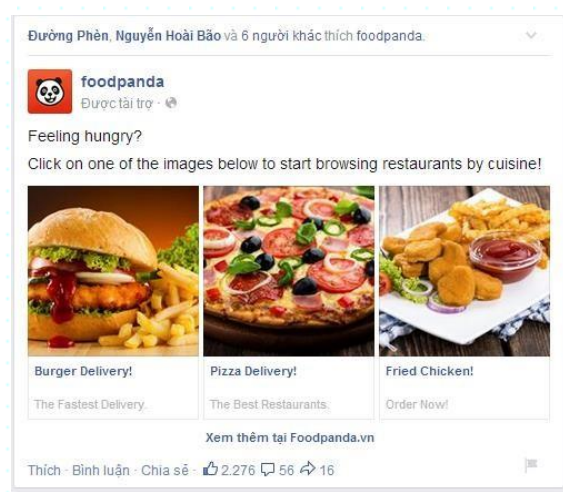 Đường Phèn, Nguyễn Hoài Bão và 6 người khác thích foodpanda.
foodpanda
Được tài trợ ·
Feeling hungry?
Click on one of the images below to start browsing restaurants by cuisine!
Burger Delivery!
The Fastest Delivery.
Pizza Delivery!
The Best Restaurants.
Fried Chicken!
Order Now!
Xem thêm tại Foodpanda.vn
Thích · Bình luận · Chia sẻ · 2.276 56 16